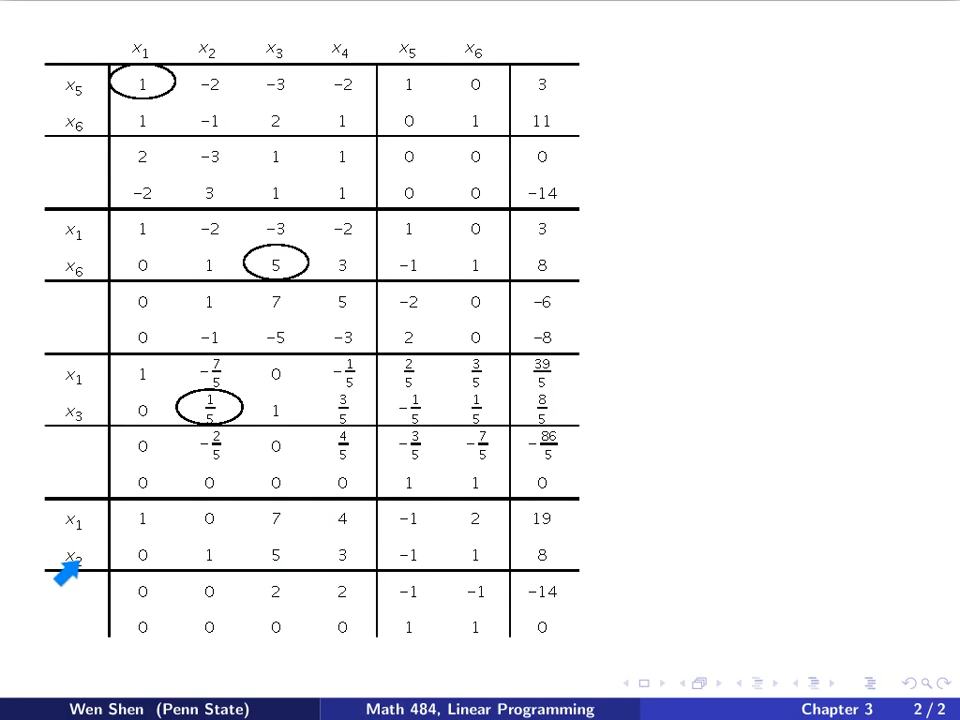 x1 x2 x3 x4 x5 x6
x5 1 −2 −3 −2 1 0 3
x6 1 −1 2 1 0 1 11
2 −3 1 1 0 0 0
−2 3 1 1 0 0 −14
x1 1 −2 −3 −2 1 0 3
x6 0 1 5 3 −1 1 8
0 1 7 5 −2 0 −6
0 −1 −5 −3 2 0 −8
x1 1 −7/5 0 −1/5 2/5 3/5 39/5
x3 0 1/5 1 3/5 −1/5 1/5 8/5
0 −2/5 0 4/5 −3/5 −7/5 −86/5
0 0 0 0 1 1 0
x1 1 0 7 4 −1 2 19
x2 0 1 5 3 −1 1 8
0 0 2 2 −1 −1 −14
0 0 0 0 1 1 0
Wen Shen (Penn State) Math 484, Linear Programming Chapter 3 2 / 2